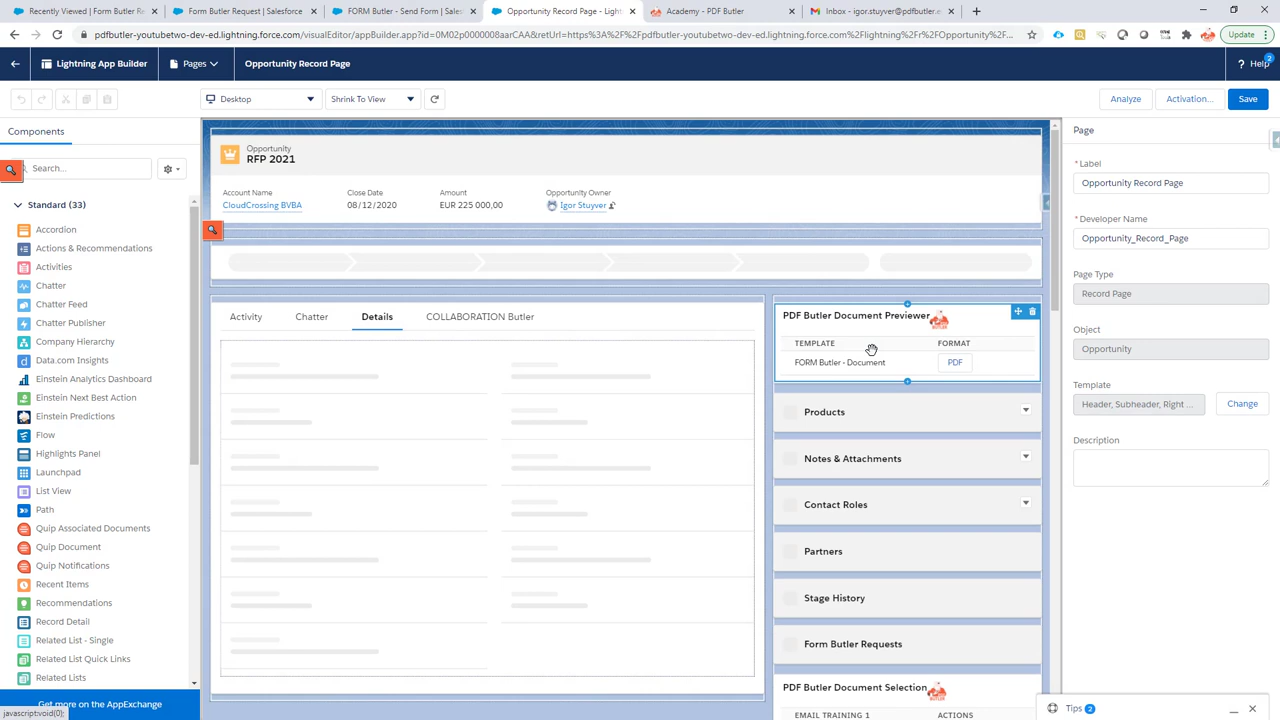 Recently Viewed | Form Butler Re
Form Butler Request | Salesforce
FORM Butler - Send Form | Sales
Opportunity Record Page - Light
Academy - PDF Butler
Inbox - igor.stuyver@pdfbutler.e
pdfbutler-youtubetwo-dev-ed.lightning.force.com/visualEditor/appBuilder.app?id=0M02p0000008aarCAA&retUrl=https%3A%2F%2Fpdfbutler-youtubetwo-dev-ed.lightning.force.com%2Flightning%2Fr%2FOpportunity%2F0...
Update
Lightning App Builder
Pages
Opportunity Record Page
? Help
2
Desktop
Shrink To View
Analyze
Activation...
Save
Components
Search...
Standard (33)
Accordion
Actions & Recommendations
Activities
Chatter
Chatter Feed
Chatter Publisher
Company Hierarchy
Data.com Insights
Einstein Analytics Dashboard
Einstein Next Best Action
Einstein Predictions
Flow
Highlights Panel
Launchpad
List View
Path
Quip Associated Documents
Quip Document
Quip Notifications
Recent Items
Recommendations
Record Detail
Related List - Single
Related List Quick Links
Related Lists
Get more on the AppExchange
javascript:void(0);
Opportunity
RFP 2021
Account Name
Close Date
Amount
Opportunity Owner
CloudCrossing BVBA
08/12/2020
EUR 225 000,00
Igor Stuyver
Activity
Chatt
Details
COLLABORATION Butler
PDF Butler Document Previewer
TEMPLATE
FORMAT
FORM Butler - Document
PDF
Products
Notes & Attachments
Contact Roles
Partners
Stage History
Form Butler Requests
PDF Butler Document Selection
EMAIL TRAINING 1
ACTIONS
Page
*Label
Opportunity Record Page
*Developer Name
Opportunity_Record_Page
Page Type
Record Page
Object
Opportunity
Template
Header, Subheader, Right ...
Change
Description
Tips
2